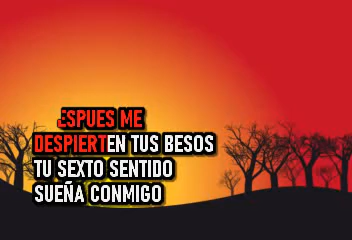 ESPUES ME
DESPIERTEN TUS BESOS
TU SEXTO SENTIDO
SUEÑA CONMIGO